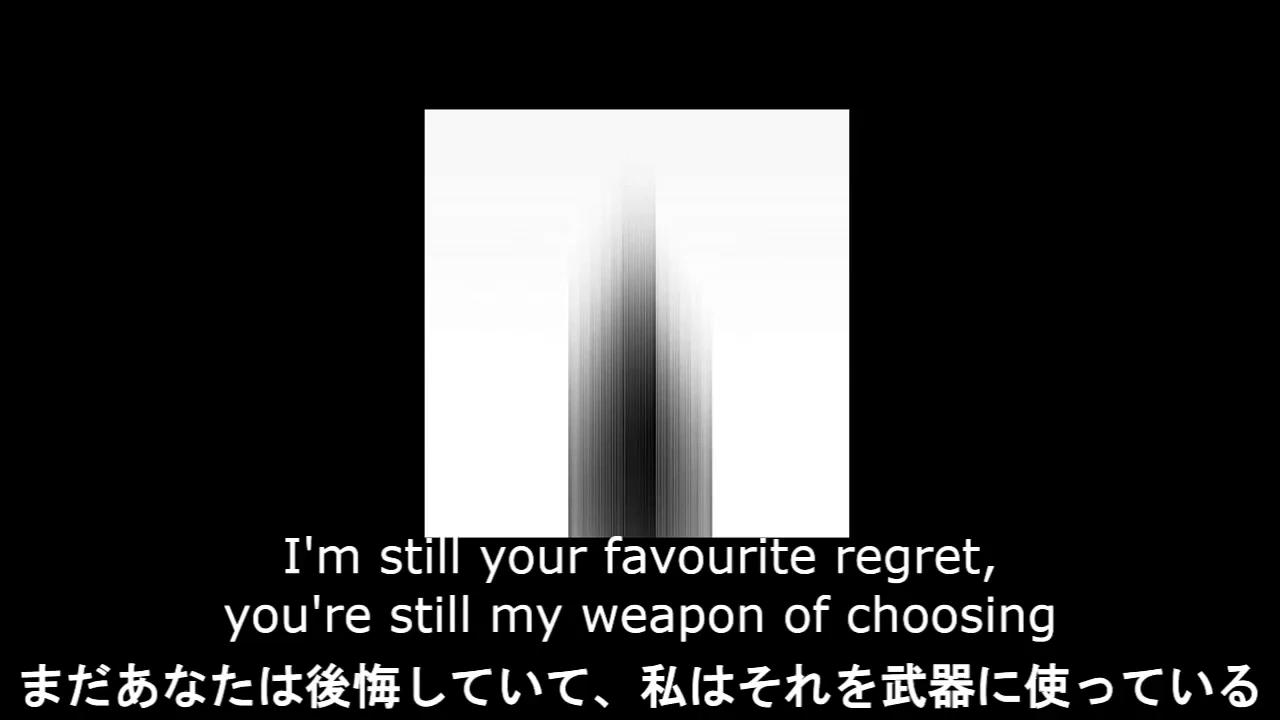 I'm still your favourite regret,
you're still my weapon of choosing
まだあなたは後悔していて、私はそれを武器に使っている